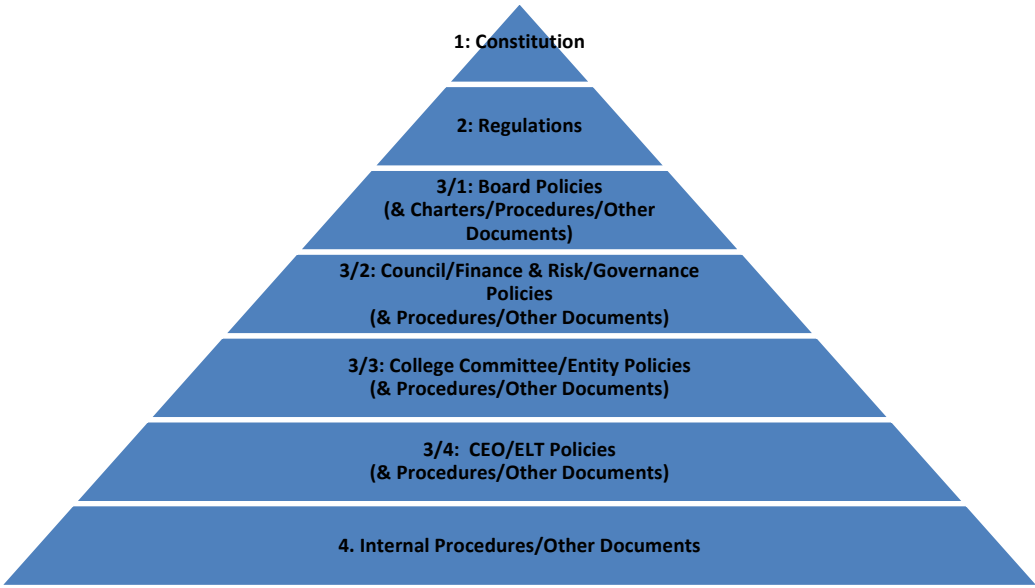 1: Constitution
2: Regulations
3/1: Board Policies
(& Charters/Procedures/Other
Documents)
3/2: Council/Finance & Risk/Governance
Policies
(& Procedures/Other Documents)
3/3: College Committee/Entity Policies
(& Procedures/Other Documents)
3/4:  CEO/ELT Policies
(& Procedures/Other Documents)
4. Internal Procedures/Other Documents